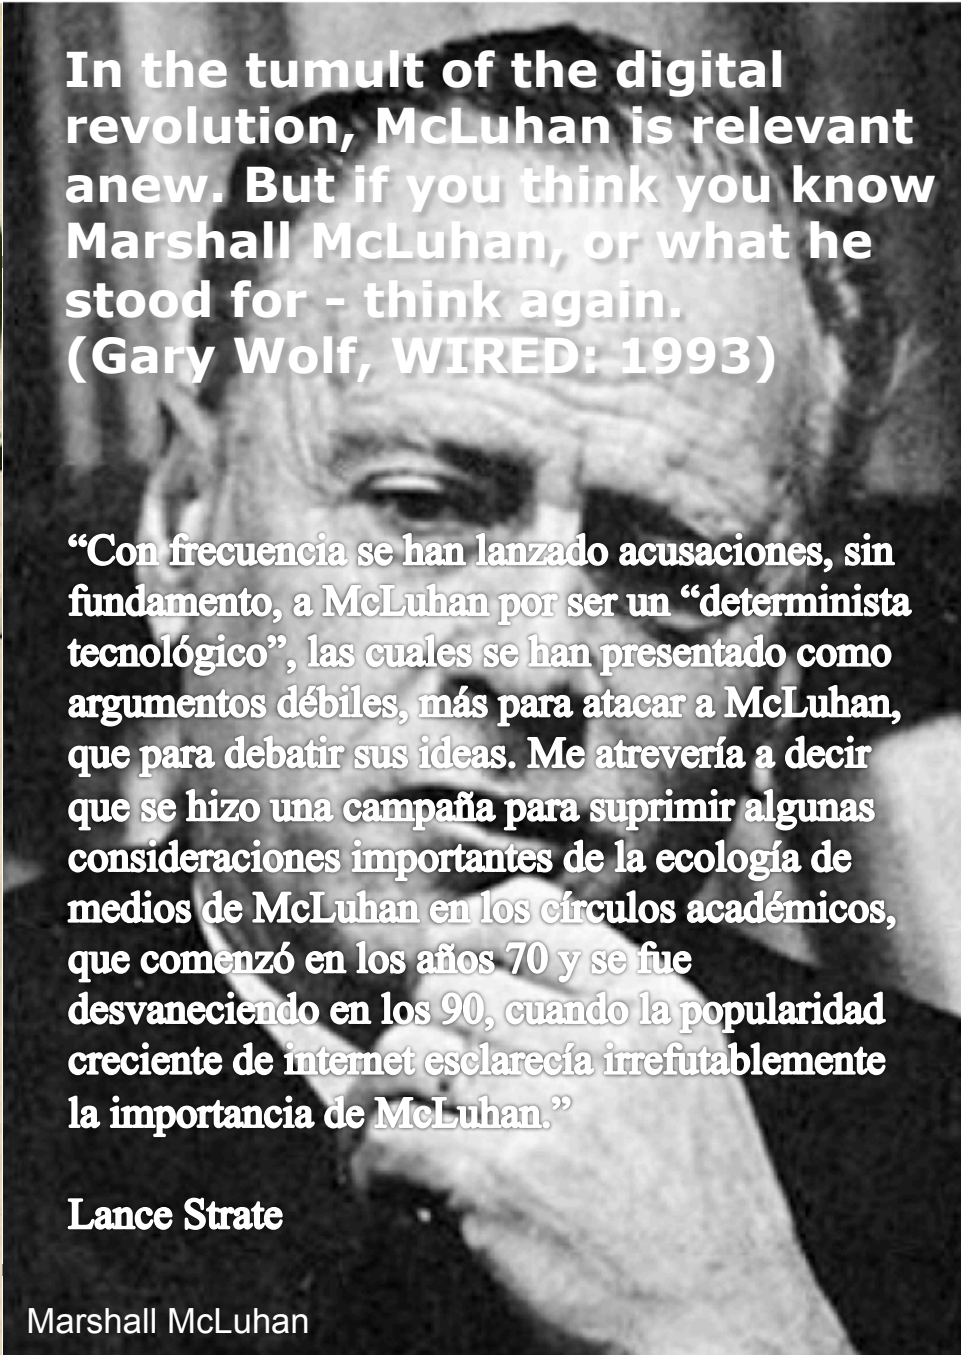 In the tumult of the digital
revolution, McLuhan is relevant
anew. But if you think you know
Marshall McLuhan, or what he
stood for - think again.
(Gary Wolf, WIRED: 1993)
“Con frecuencia se han lanzado acusaciones, sin
fundamento, a McLuhan por ser un “determinista
tecnológico”, las cuales se han presentado como
argumentos débiles, más para atacar a McLuhan,
que para debatir sus ideas. Me atrevería a decir
que se hizo una campaña para suprimir algunas
consideraciones importantes de la ecología de
medios de McLuhan en los círculos académicos,
que comenzó en los años 70 y se fue
desvaneciendo en los 90, cuando la popularidad
creciente de internet esclarecía irrefutablemente
la importancia de McLuhan.”
Lance Strate
Marshall McLuhan